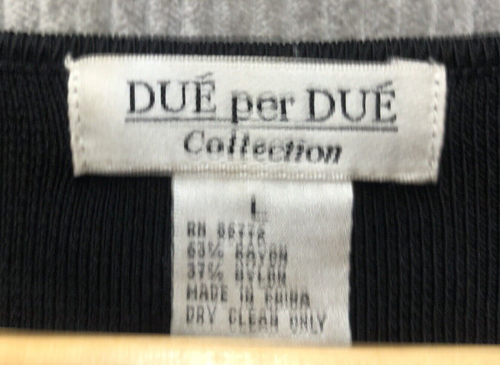 DUÉ per DUÉ
Collection
L
RN
63% RAYON
37% NYLON
MADE IN CHINA
DRY CLEAN ONLY